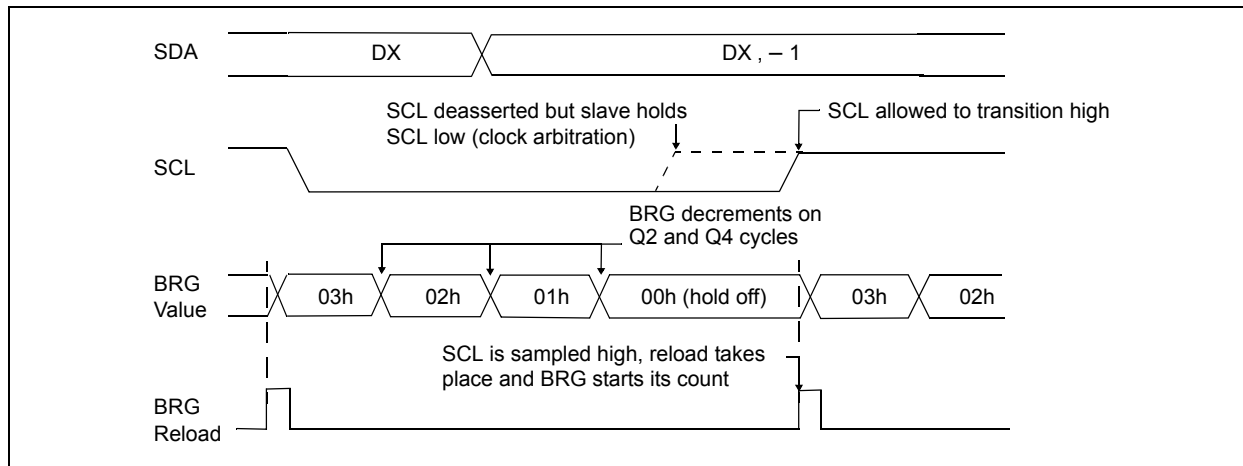 SDA
DX
DX , – 1
SCL deasserted but slave holds
SCL low (clock arbitration)
SCL allowed to transition high
SCL
BRG decrements on
Q2 and Q4 cycles
BRG
Value
03h
02h
01h
00h (hold off)
03h
02h
SCL is sampled high, reload takes
place and BRG starts its count
BRG
Reload